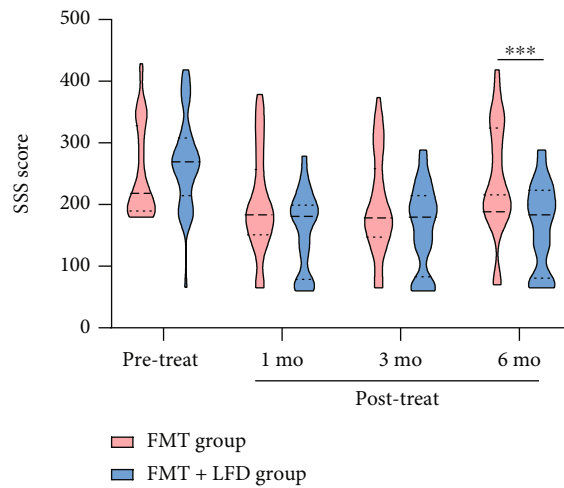 500
400
300
200
100
0
SSS score
***
Pre-treat
1 mo
3 mo
6 mo
Post-treat
FMT group
FMT + LFD group